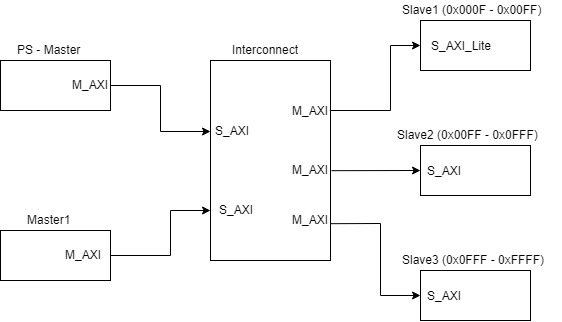 Slave1 (0x000F - 0x00FF)
S_AXI_Lite
PS - Master
M_AXI
Interconnect
M_AXI
S_AXI
Slave2 (0x00FF - 0x0FFF)
M_AXI
S_AXI
Master1
M_AXI
S_AXI
M_AXI
Slave3 (0x0FFF - 0xFFFF)
S_AXI